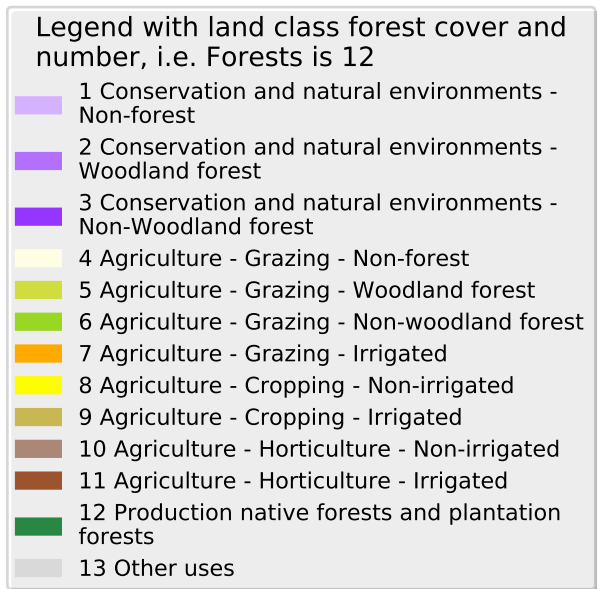 Legend with land class forest cover and
number, i.e. Forests is 12
1 Conservation and natural environments -
Non-forest
2 Conservation and natural environments -
Woodland forest
3 Conservation and natural environments -
Non-Woodland forest
4 Agriculture - Grazing - Non-forest
5 Agriculture - Grazing - Woodland forest
6 Agriculture - Grazing - Non-woodland forest
7 Agriculture - Grazing - Irrigated
8 Agriculture - Cropping - Non-irrigated
9 Agriculture - Cropping - Irrigated
10 Agriculture - Horticulture - Non-irrigated
11 Agriculture - Horticulture - Irrigated
12 Production native forests and plantation
forests
13 Other uses